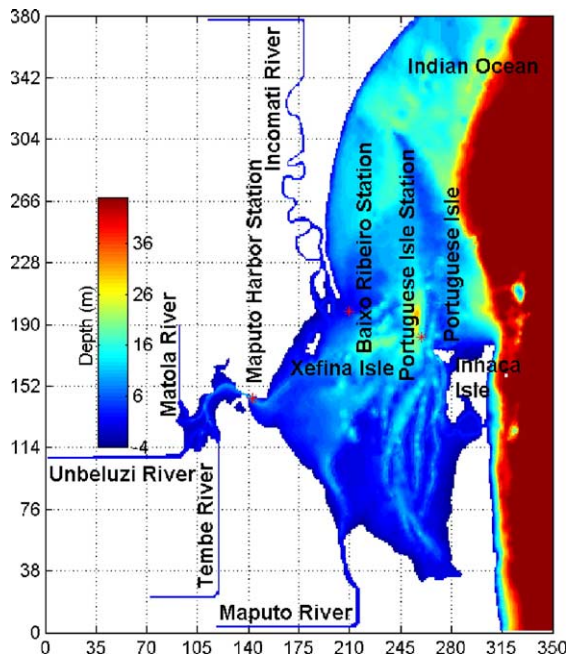 380
342
304
266
228
190
152
114
76
38
0
0 35 70 105 140 175 210 245 280 315 350
Indian Ocean
Incomati River
Maputo Harbor Station
Baixo Ribeiro Station
Portuguese Isle Station
Portuguese Isle
Depth (m)
36
26
16
6
-4
Matola River
Xefina Isle
Inhaca
Isle
Unbeluzi River
Tembe River
Maputo River